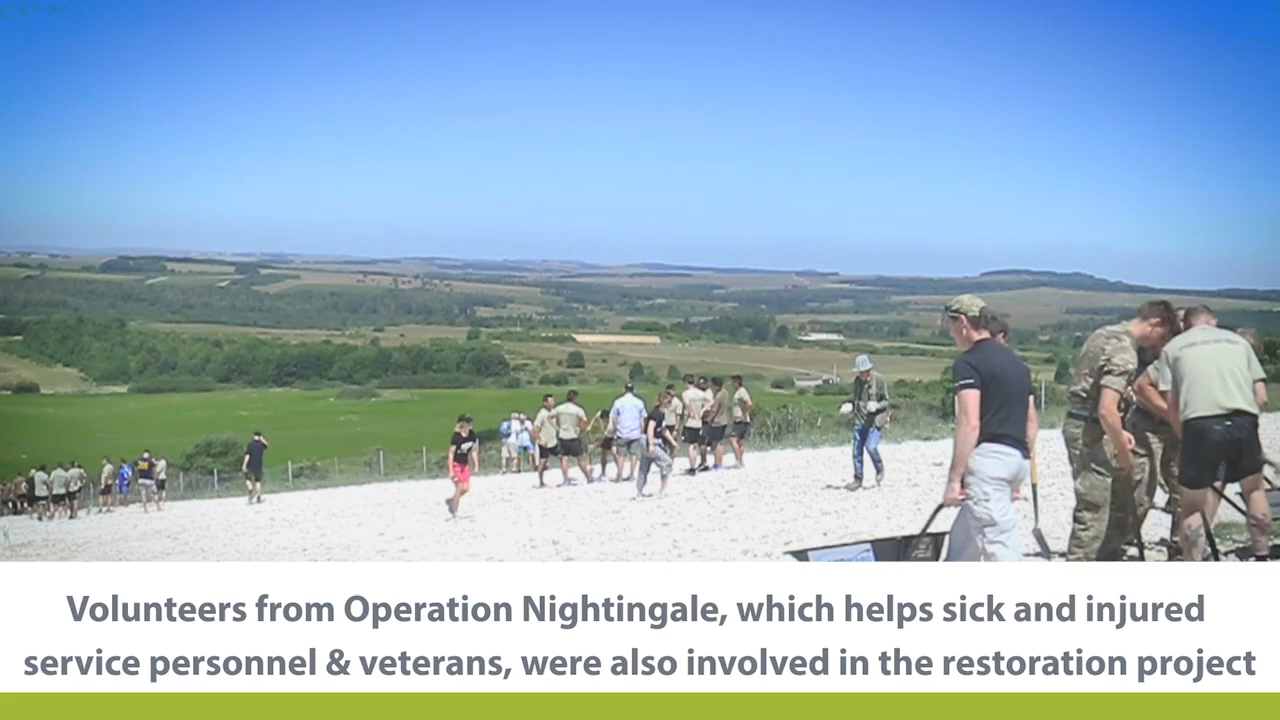 Volunteers from Operation Nightingale, which helps sick and injured
service personnel & veterans, were also involved in the restoration project